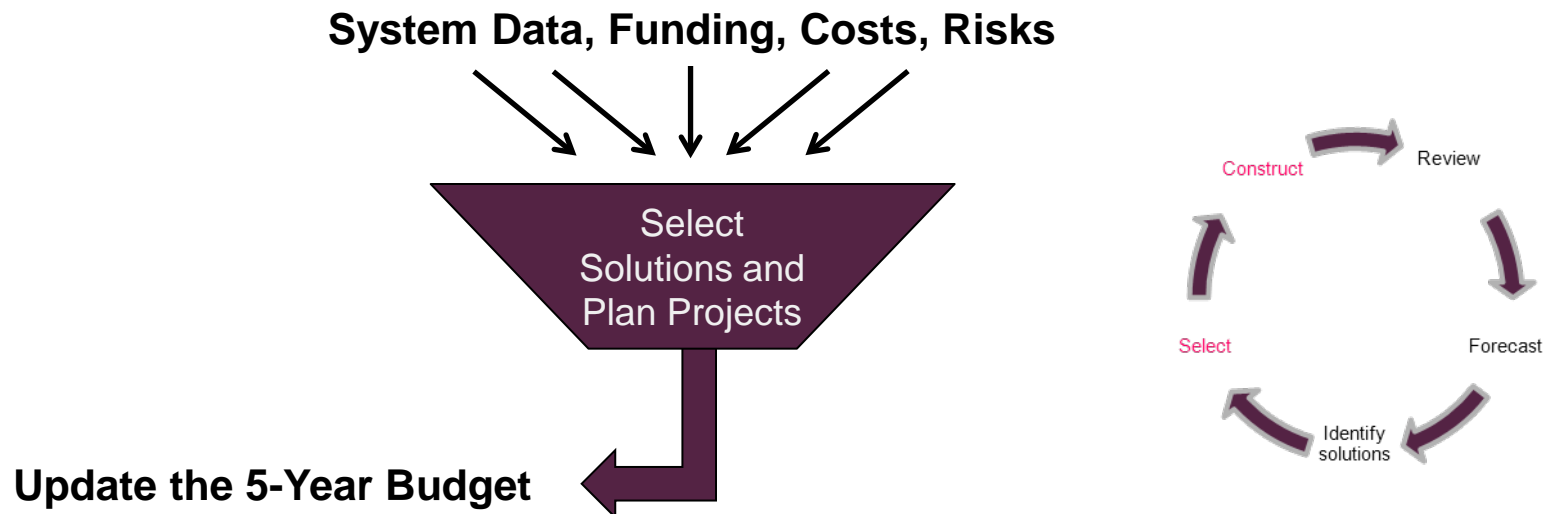 System Data, Funding, Costs, Risks
Select
Solutions and
Plan Projects
Update the 5-Year Budget
Construct
Review
Select
Forecast
Identify
solutions